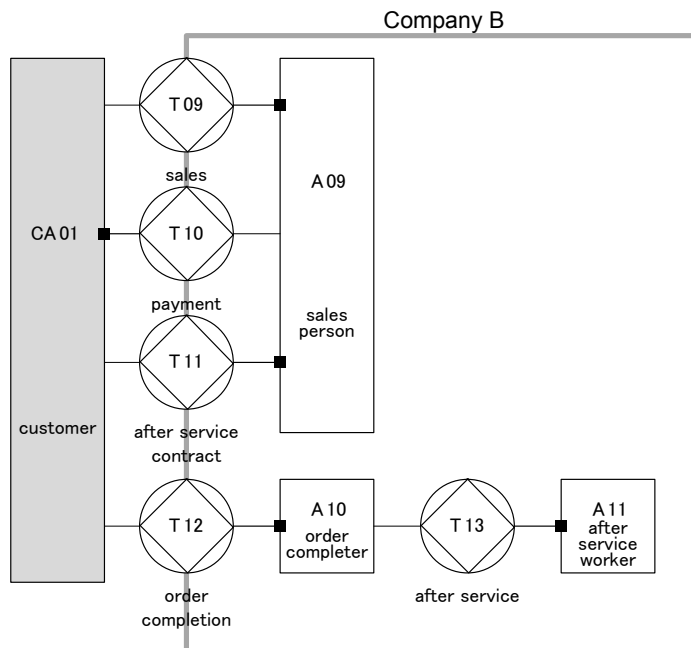 Company B
T 09
sales
A 09
CA 01
T 10
payment
sales
person
T 11
customer
after service
contract
T 12
order
completion
A 10
order
completer
T 13
after service
A 11
after
service
worker